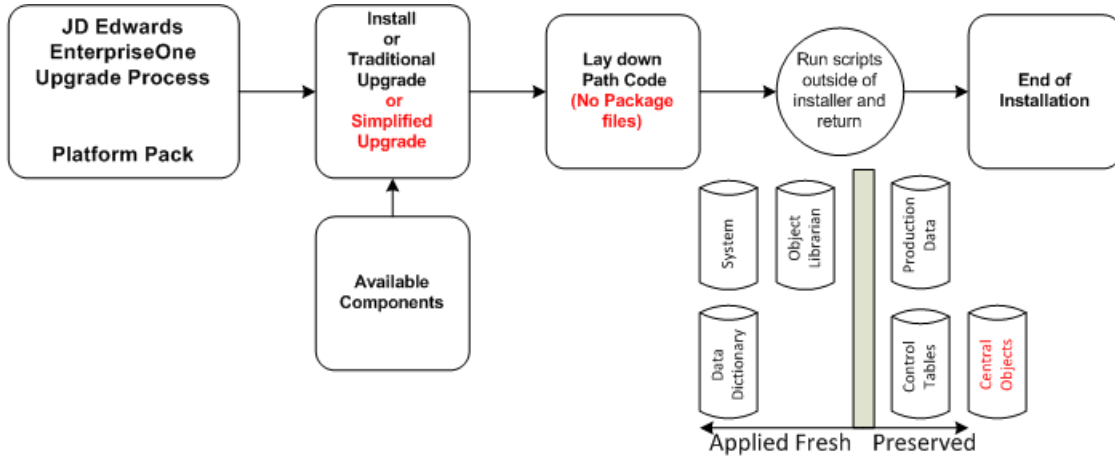 JD Edwards
EnterpriseOne
Upgrade Process
Platform Pack
Install
or
Traditional
Upgrade
or
Simplified
Upgrade
Available
Components
Lay down
Path Code
(No Package
files)
Run scripts
outside of
installer and
return
End of
Installation
System
Object
Librarian
Production
Data
Data
Dictionary
Control
Tables
Central
Objects
Applied Fresh
Preserved